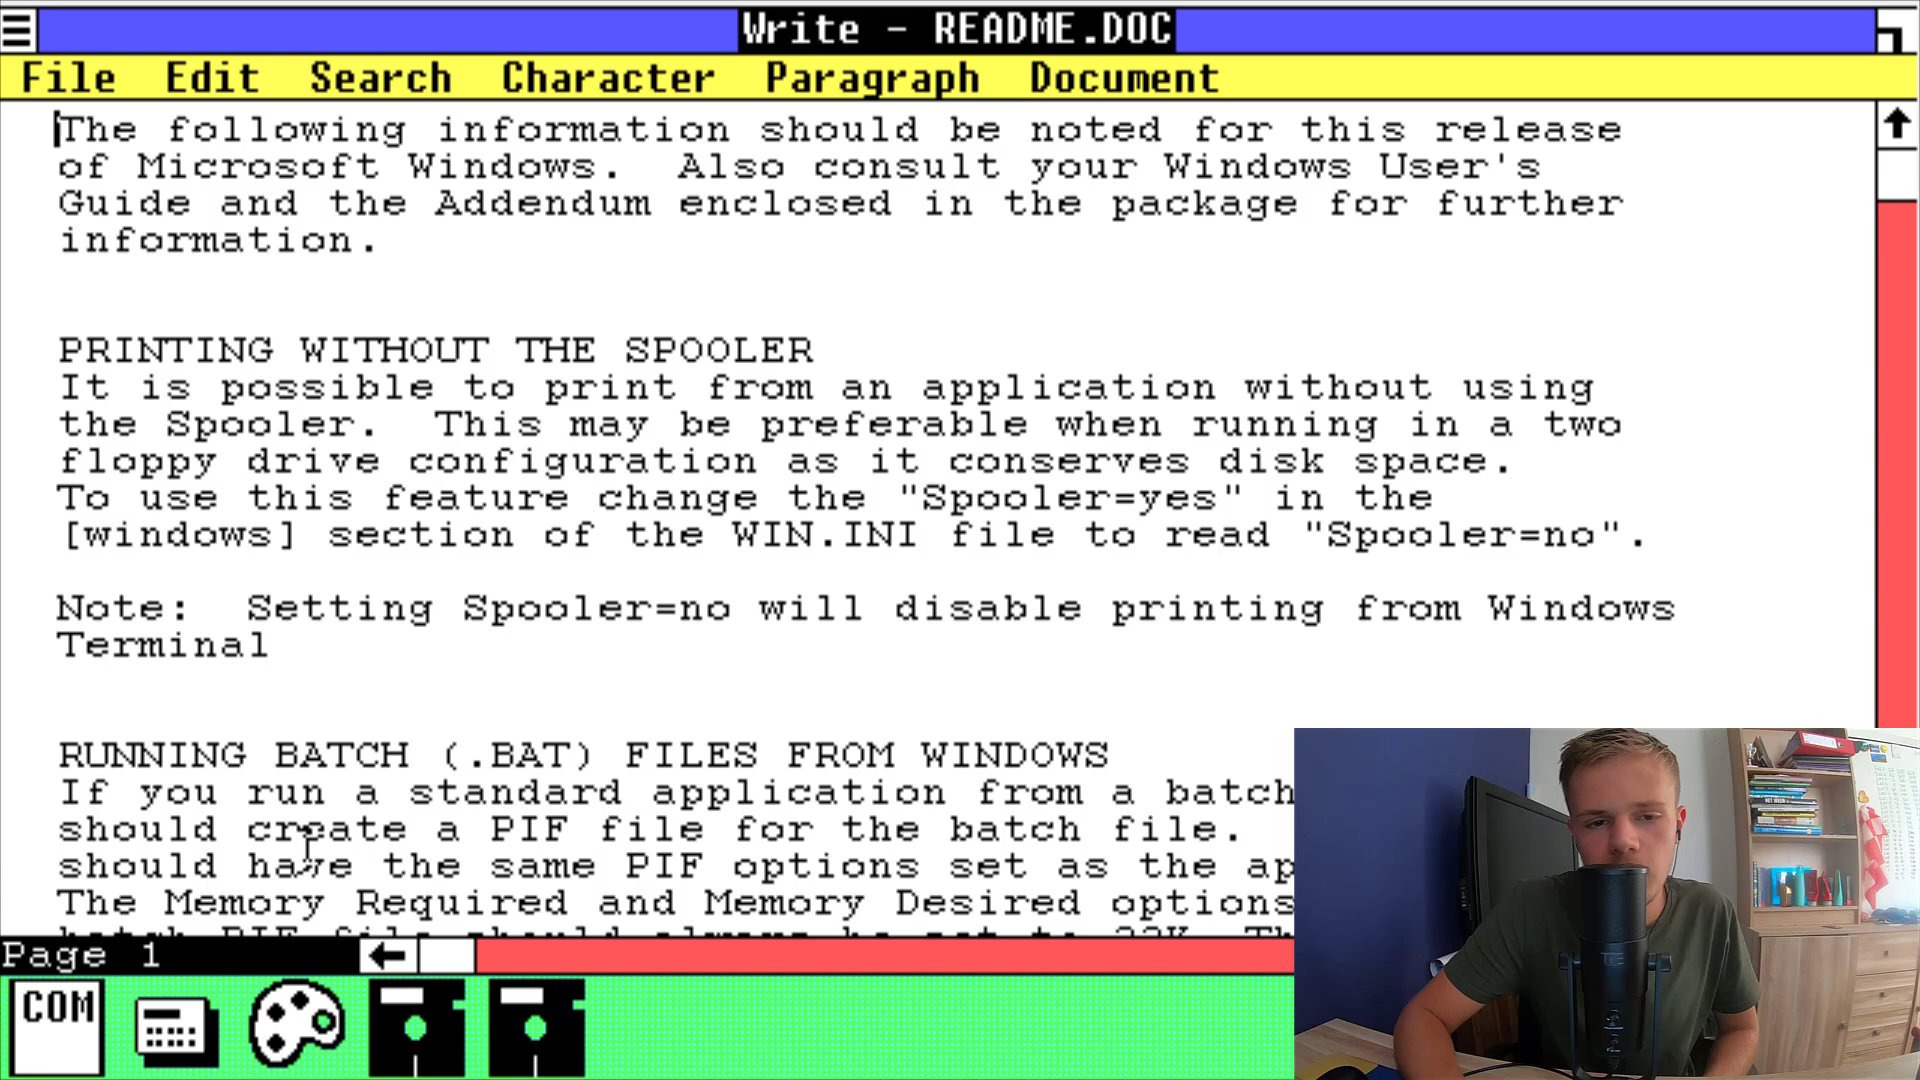 Write - README.DOC
File Edit Search Character Paragraph Document
The following information should be noted for this release
of Microsoft Windows.  Also consult your Windows User's
Guide and the Addendum enclosed in the package for further
information.
PRINTING WITHOUT THE SPOOLER
It is possible to print from an application without using
the Spooler.  This may be preferable when running in a two
floppy drive configuration as it conserves disk space.
To use this feature change the "Spooler=yes" in the
[windows] section of the WIN.INI file to read "Spooler=no".
Note:  Setting Spooler=no will disable printing from Windows
Terminal
RUNNING BATCH (.BAT) FILES FROM WINDOWS
If you run a standard application from a batch
should create a PIF file for the batch file.
should have the same PIF options set as the ap
The Memory Required and Memory Desired options
Page 1
COM